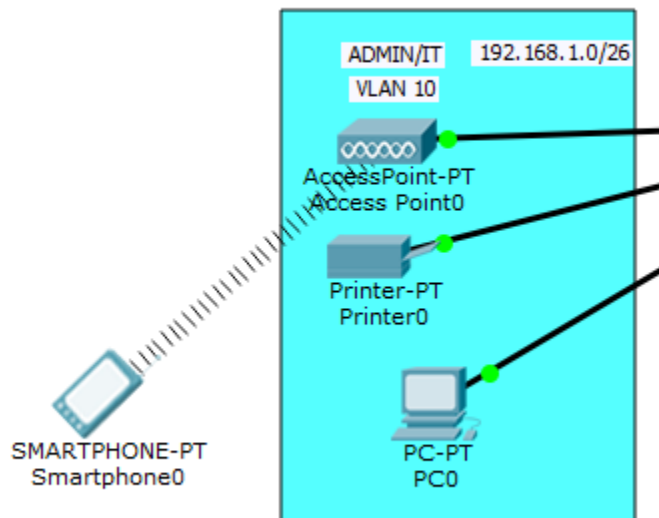 ADMIN/IT
192.168.1.0/26
VLAN 10
AccessPoint-PT
Access Point0
Printer-PT
Printer0
SMARTPHONE-PT
Smartphone0
PC-PT
PC0